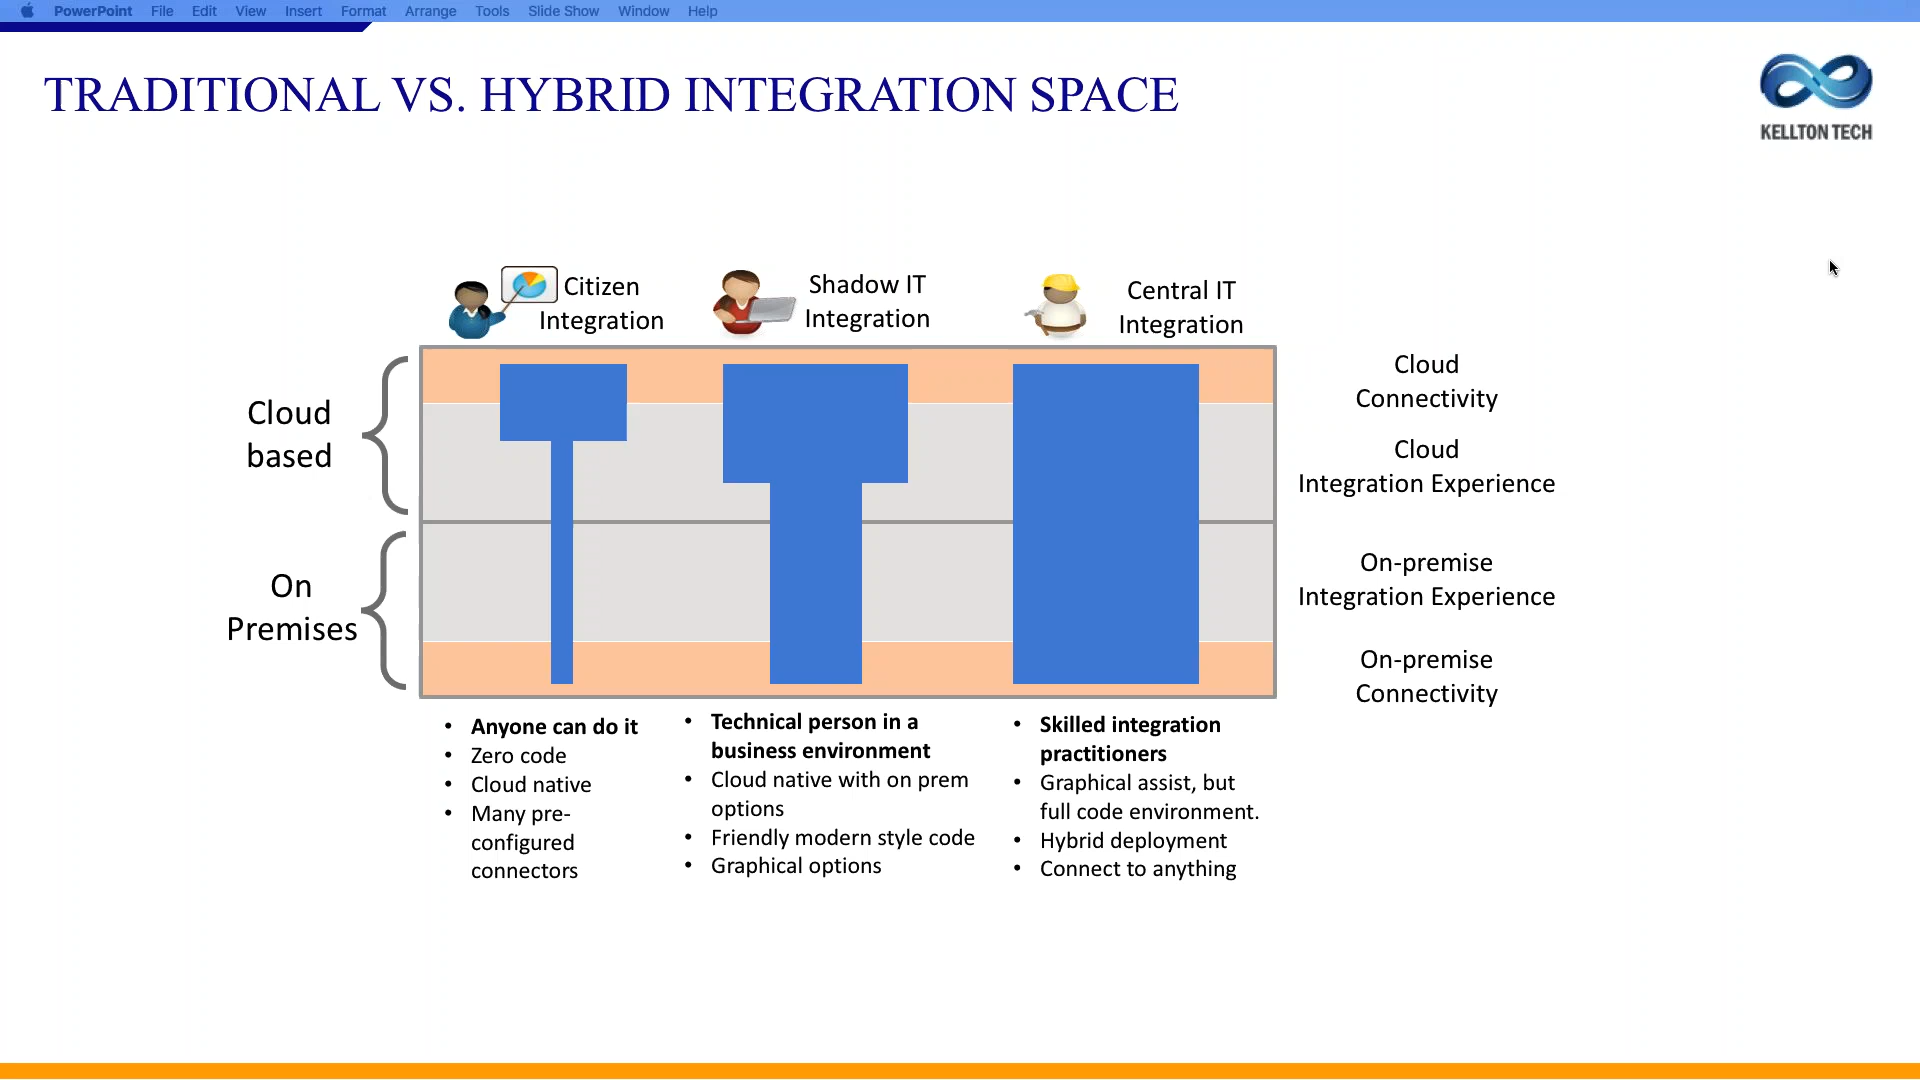 PowerPoint File Edit View Insert Format Arrange Tools Slide Show Window Help
TRADITIONAL VS. HYBRID INTEGRATION SPACE
KELLTON TECH
Citizen
Integration
Shadow IT
Integration
Central IT
Integration
Cloud
based
On
Premises
Cloud
Connectivity
Cloud
Integration Experience
On-premise
Integration Experience
On-premise
Connectivity
• Anyone can do it
• Zero code
• Cloud native
• Many pre-
configured
connectors
• Technical person in a
business environment
• Cloud native with on prem
options
• Friendly modern style code
• Graphical options
• Skilled integration
practitioners
• Graphical assist, but
full code environment.
• Hybrid deployment
• Connect to anything